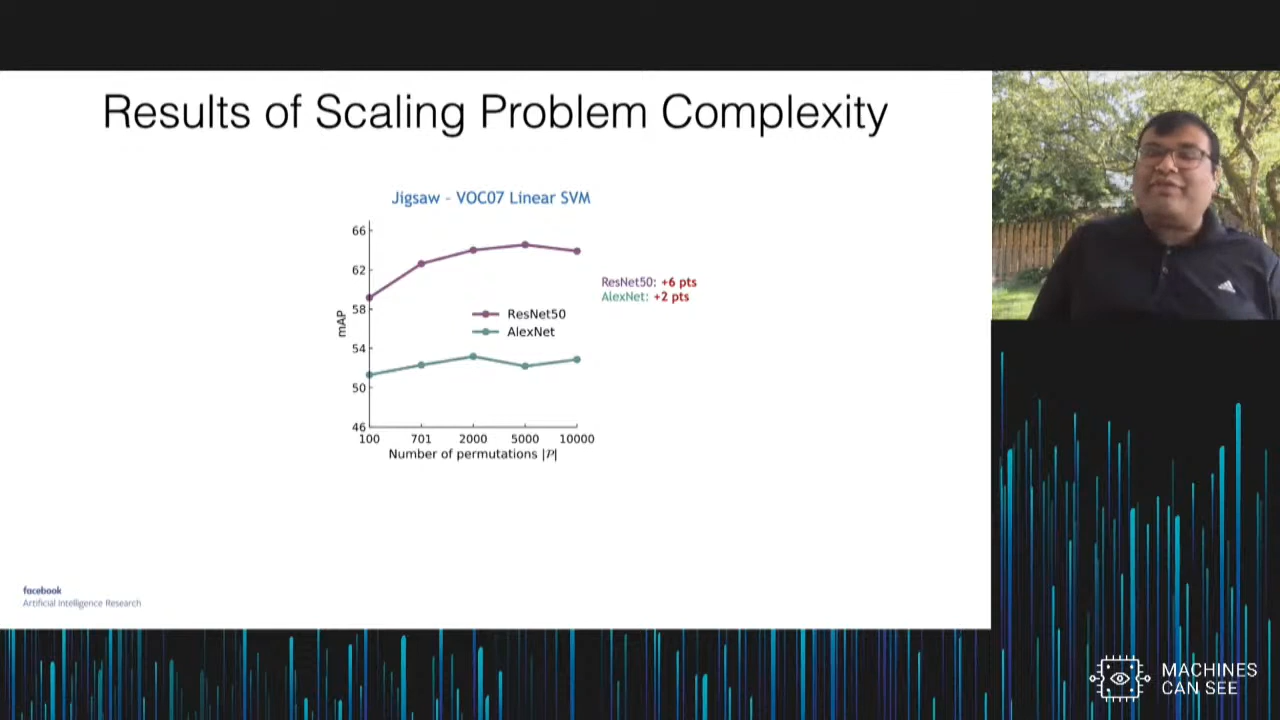 Results of Scaling Problem Complexity
Jigsaw - VOC07 Linear SVM
66
62
58
54
50
46
mAP
ResNet50
AlexNet
100 701 2000 5000 10000
Number of permutations |P|
ResNet50: +6 pts
AlexNet: +2 pts
facebook
Artificial Intelligence Research
MACHINES
CAN SEE